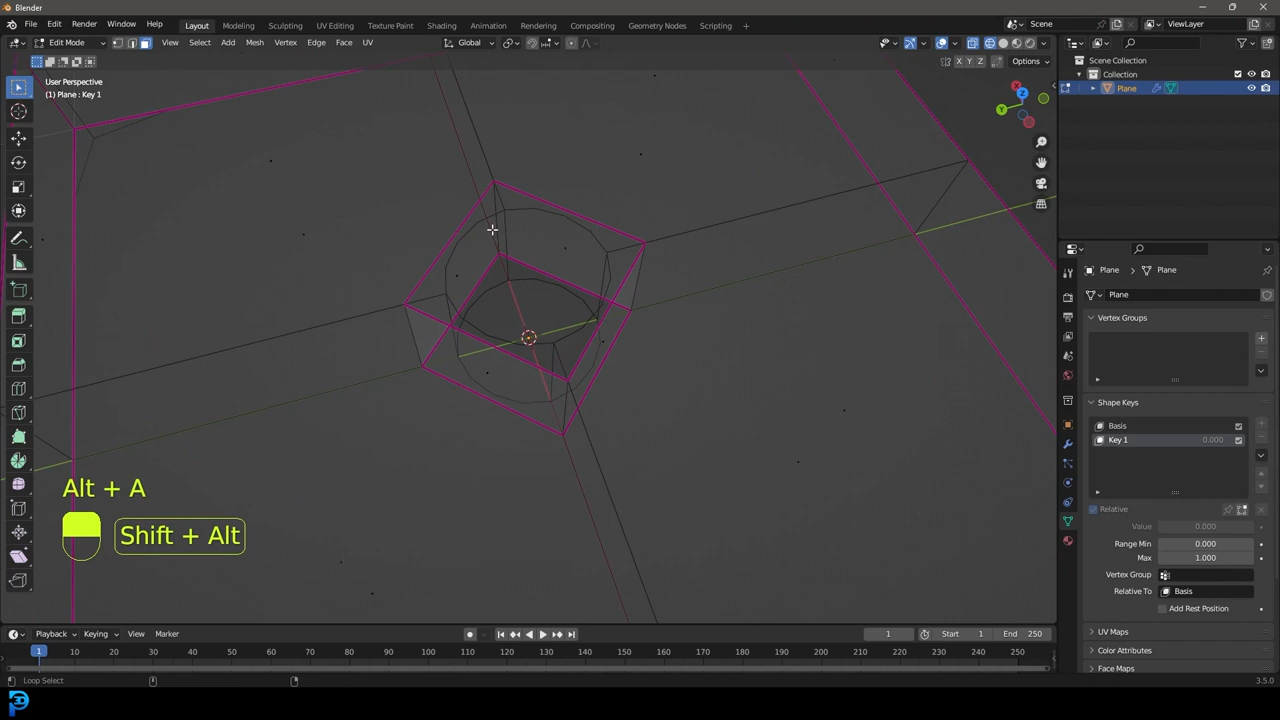 Blender
File Edit Render Window Help Layout Modeling Sculpting UV Editing Texture Paint Shading Animation Rendering Compositing Geometry Nodes Scripting Scene ViewLayer
Edit Mode View Select Add Mesh Vertex Edge Face UV Global
X Y Z Options
User Perspective
(1) Plane : Key 1
Scene Collection
Collection
Plane
X
Z
Y
Plane Plane
Plane
Vertex Groups
Shape Keys
Basis
Key 1 0.000
Relative
Value 0.000
Range Min 0.000
Max 1.000
Vertex Group
Relative To Basis
Add Rest Position
UV Maps
Color Attributes
Face Maps
Alt + A
Shift + Alt
Playback Keying View Marker 1 Start 1 End 250
1 10 20 30 40 50 60 70 80 90 100 110 120 130 140 150 160 170 180 190 200 210 220 230 240 250
Loop Select 3.5.0